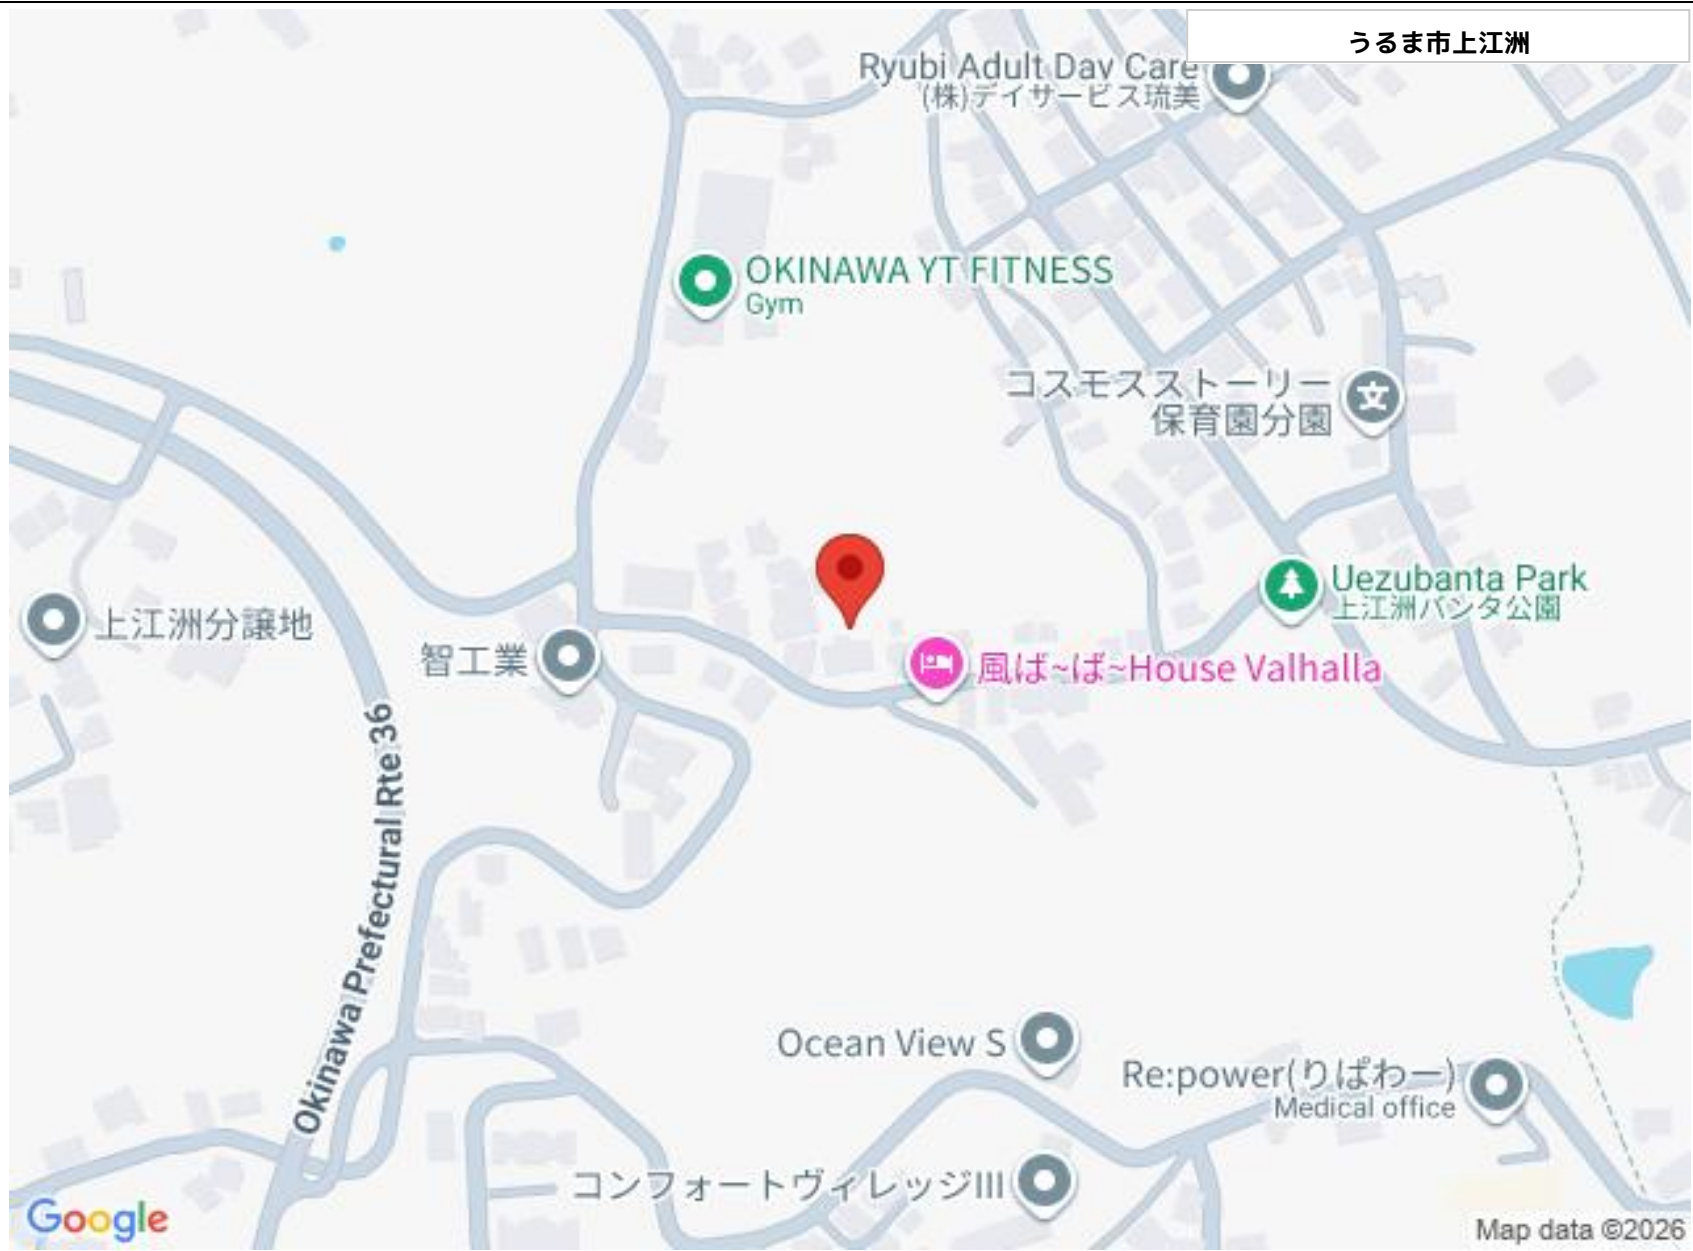 うるま市上江洲
Ryubi Adult Day Care
(株)デイサービス琉美
OKINAWA YT FITNESS
Gym
コスモスストーリー
保育園分園
Uezubanta Park
上江洲バンタ公園
上江洲分譲地
智工業
風ば~ば~House Valhalla
Okinawa Prefectural Rte 36
Ocean View S
Re:power(りぱわー)
Medical office
コンフォートヴィレッジIII
Google
Map data ©2026